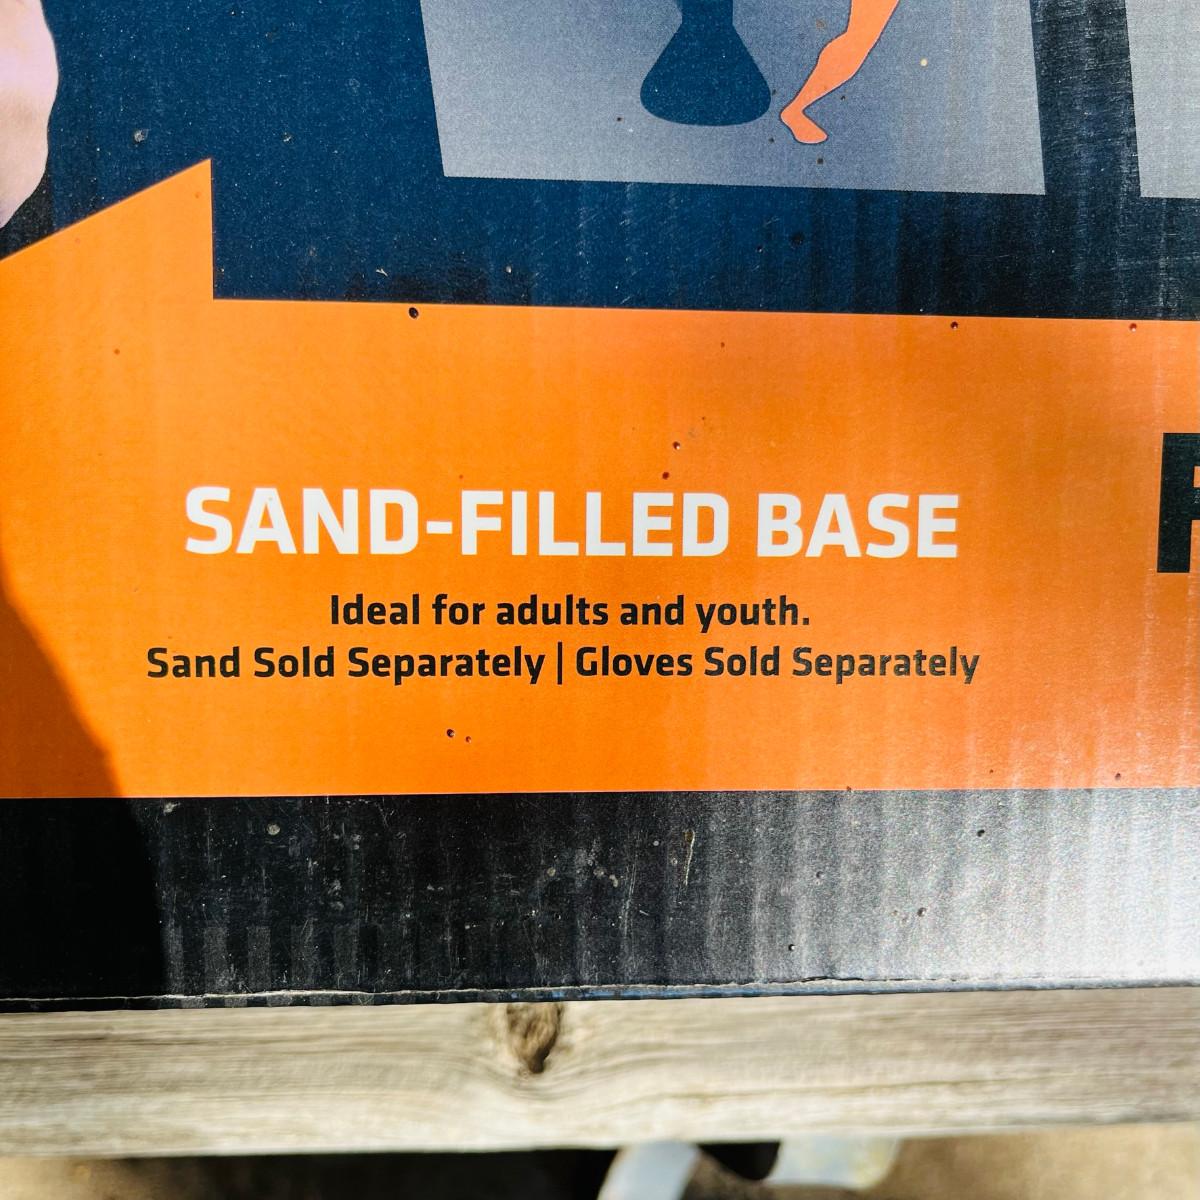 SAND-FILLED BASE
Ideal for adults and youth.
Sand Sold Separately | Gloves Sold Separately